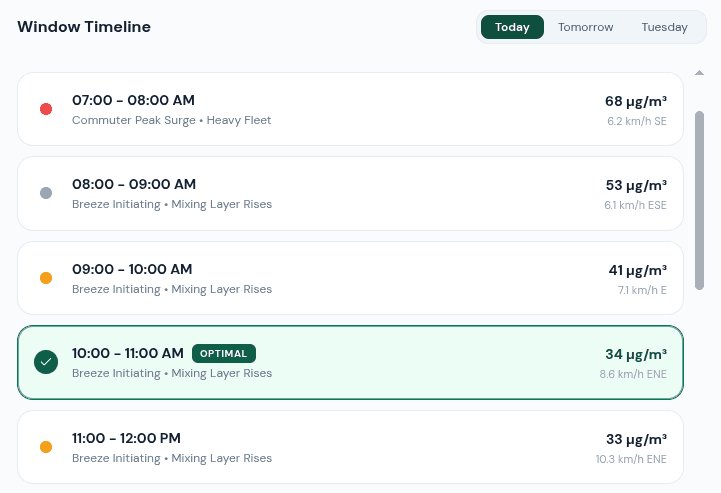 Window Timeline
Today Tomorrow Tuesday
07:00 - 08:00 AM 68 µg/m³
Commuter Peak Surge • Heavy Fleet 6.2 km/h SE
08:00 - 09:00 AM 53 µg/m³
Breeze Initiating • Mixing Layer Rises 6.1 km/h ESE
09:00 - 10:00 AM 41 µg/m³
Breeze Initiating • Mixing Layer Rises 7.1 km/h E
10:00 - 11:00 AM OPTIMAL 34 µg/m³
Breeze Initiating • Mixing Layer Rises 8.6 km/h ENE
11:00 - 12:00 PM 33 µg/m³
Breeze Initiating • Mixing Layer Rises 10.3 km/h ENE